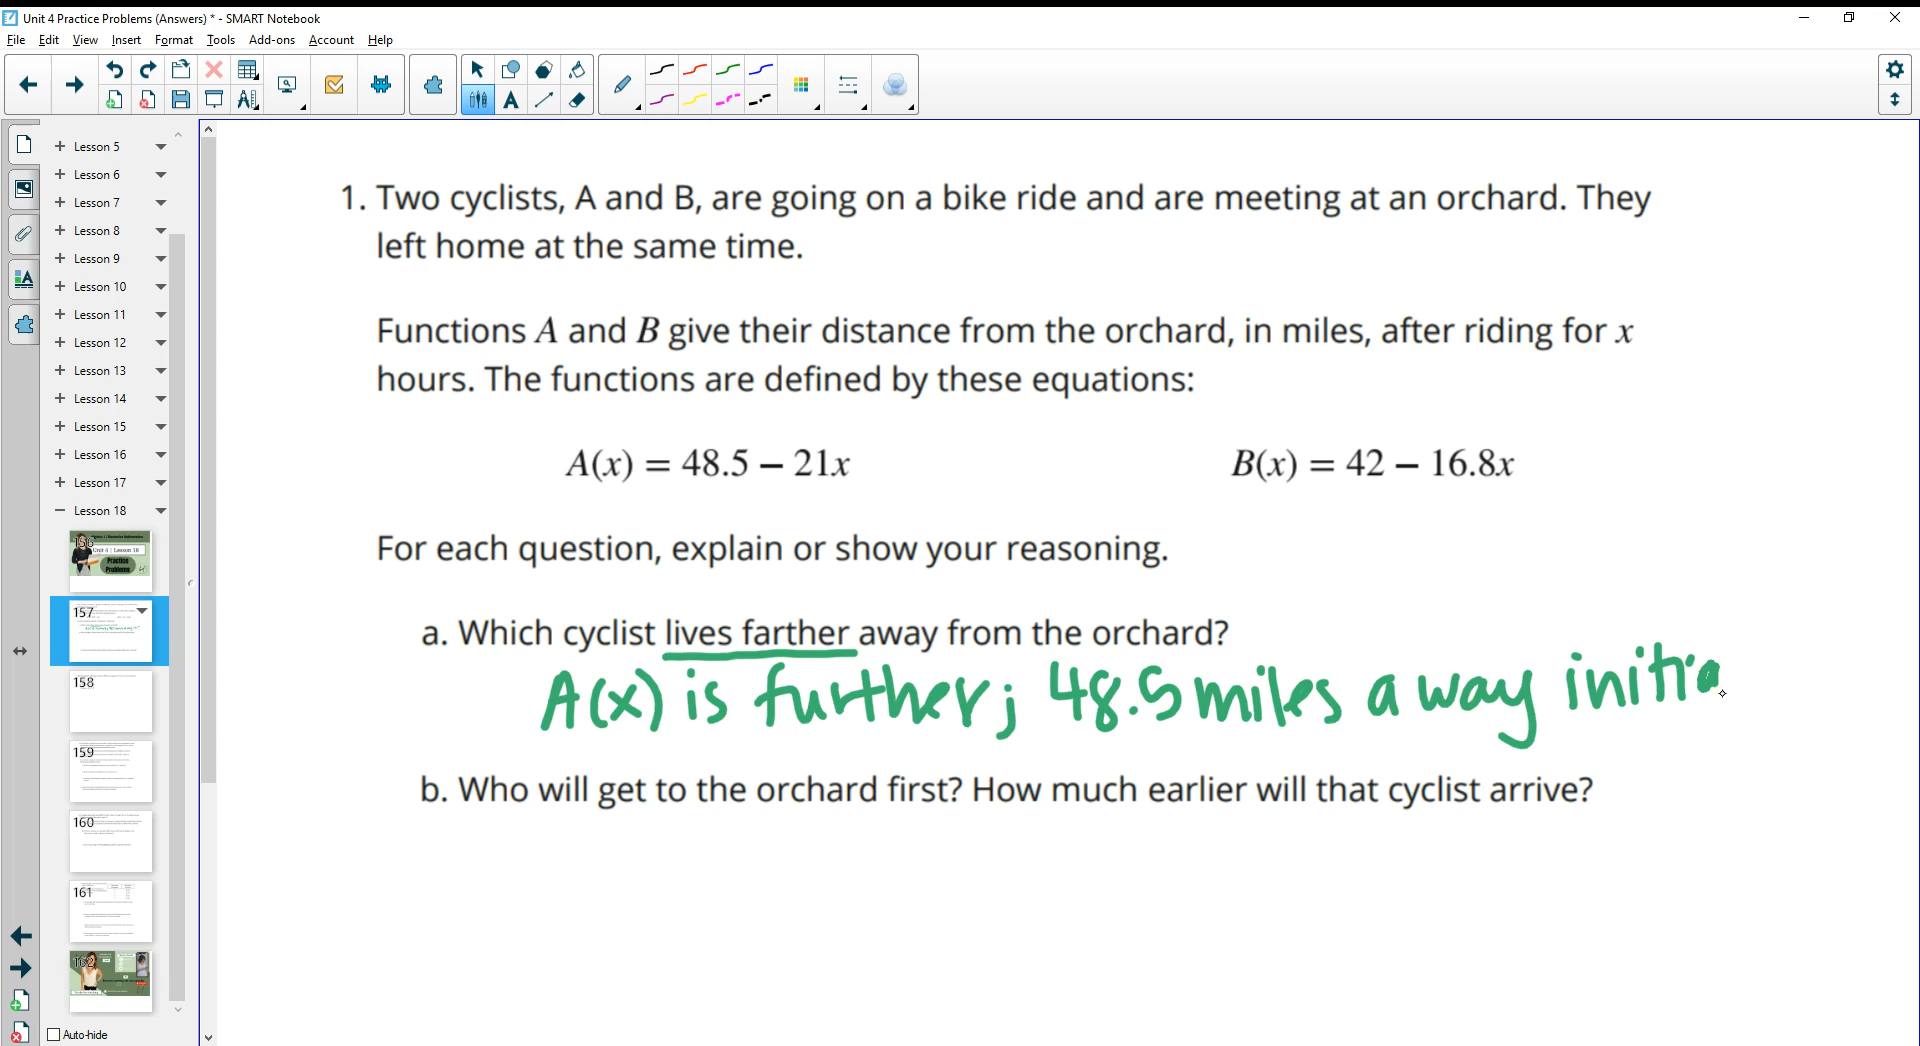 Unit 4 Practice Problems (Answers) * - SMART Notebook
File Edit View Insert Format Tools Add-ons Account Help
Lesson 5
Lesson 6
Lesson 7
Lesson 8
Lesson 9
Lesson 10
Lesson 11
Lesson 12
Lesson 13
Lesson 14
Lesson 15
Lesson 16
Lesson 17
Lesson 18
156
Unit 4 | Lesson 18
Practice
Problems
157
158
159
160
161
162
Auto-hide
1. Two cyclists, A and B, are going on a bike ride and are meeting at an orchard. They
left home at the same time.
Functions A and B give their distance from the orchard, in miles, after riding for x
hours. The functions are defined by these equations:
A(x) = 48.5 – 21x B(x) = 42 – 16.8x
For each question, explain or show your reasoning.
a. Which cyclist lives farther away from the orchard?
A(x) is further; 48.5 miles away initia
b. Who will get to the orchard first? How much earlier will that cyclist arrive?